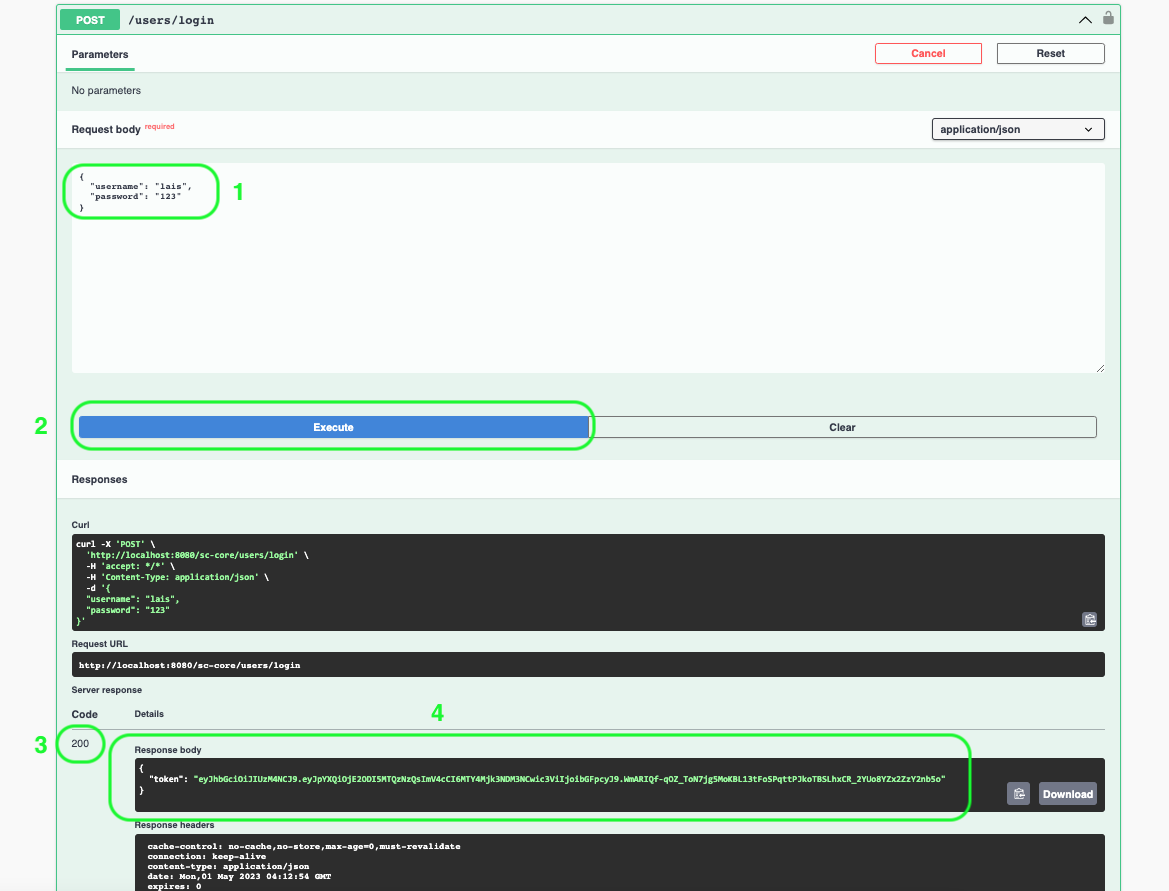 POST /users/login
Parameters
Cancel
Reset
No parameters
Request body required
application/json
{
"username": "lais",
"password": "123"
}
1
2
Execute
Clear
Responses
Curl
curl -X 'POST' \
'http://localhost:8080/sc-core/users/login' \
-H 'accept: */*' \
-H 'Content-Type: application/json' \
-d '{
"username": "lais",
"password": "123"
}'
Request URL
http://localhost:8080/sc-core/users/login
Server response
Code
Details
4
3
200
Response body
{
"token": "eyJhbGciOiJIUzM4NCJ9.eyJpYXQiOjE2ODI5MTQzNzQsImV4cCI6MTY4Mjk3NDM3NCwic3ViIjoibGFpcyJ9.WmARIQf-qOZ_ToN7jg5MoKBL13tFoSPqttPJkoTBSLhxCR_2YUo8YZx2ZzY2nb5o"
}
Download
Response headers
cache-control: no-cache,no-store,max-age=0,must-revalidate
connection: keep-alive
content-type: application/json
date: Mon,01 May 2023 04:12:54 GMT
expires: 0